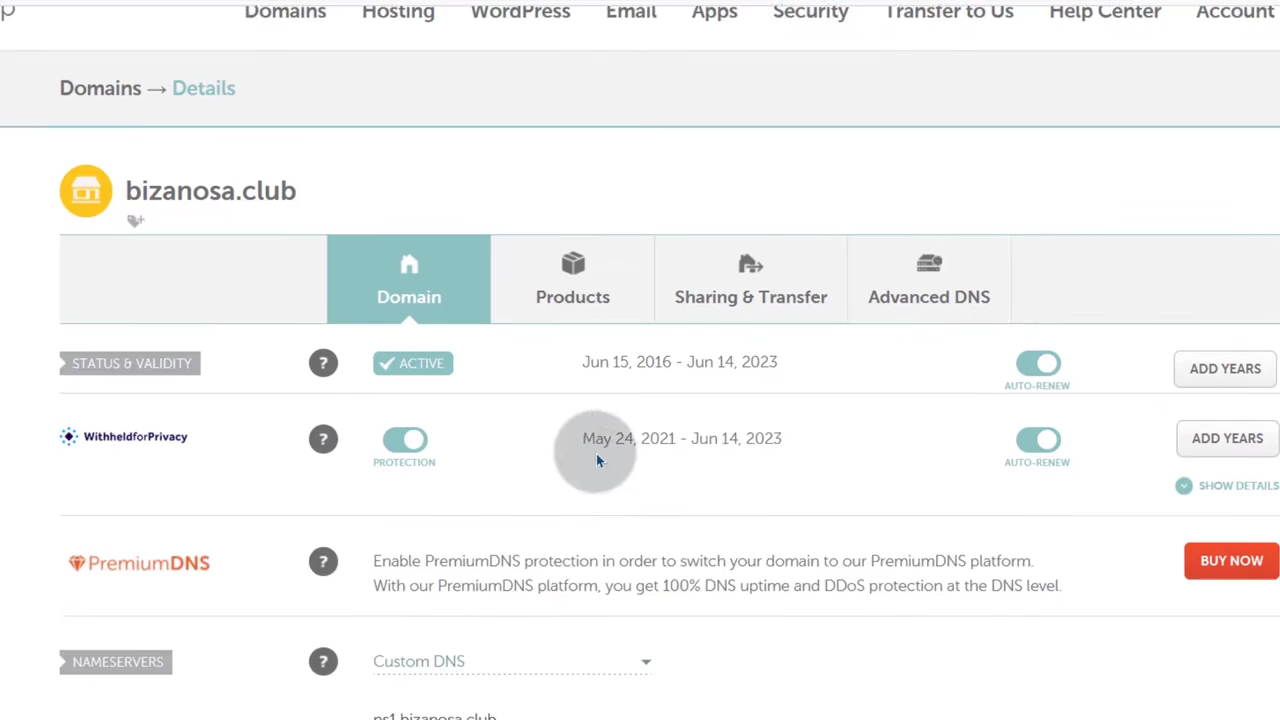 p
Domains Hosting WordPress Email Apps Security Transfer to Us Help Center Account
Domains → Details
bizanosa.club
Domain Products Sharing & Transfer Advanced DNS
STATUS & VALIDITY ? ACTIVE Jun 15, 2016 - Jun 14, 2023 AUTO-RENEW ADD YEARS
WithheldforPrivacy ? PROTECTION May 24, 2021 - Jun 14, 2023 AUTO-RENEW ADD YEARS
SHOW DETAILS
PremiumDNS ? Enable PremiumDNS protection in order to switch your domain to our PremiumDNS platform. BUY NOW
With our PremiumDNS platform, you get 100% DNS uptime and DDoS protection at the DNS level.
NAMESERVERS ? Custom DNS
ns1.bizanosa.club